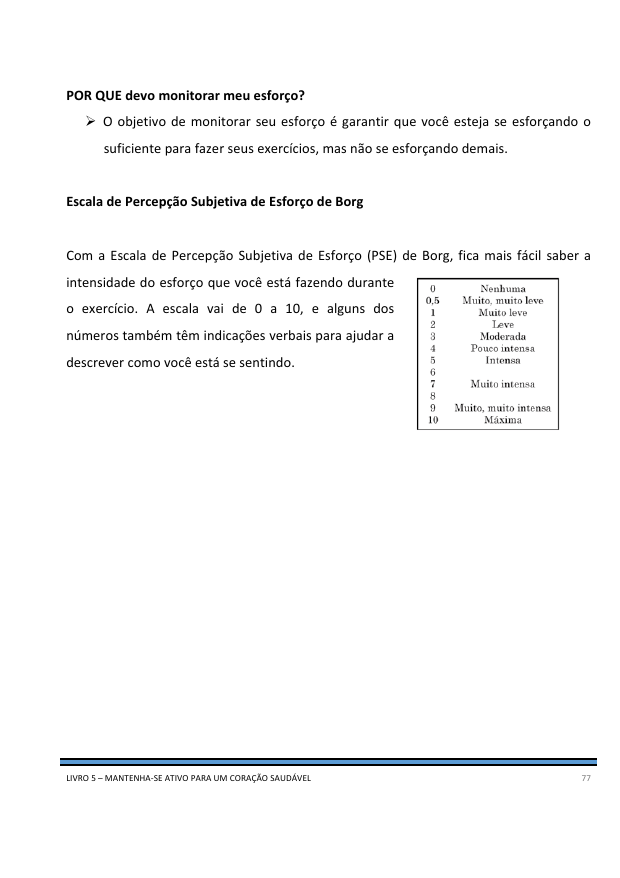 POR QUE devo monitorar meu esforço?
➢ O objetivo de monitorar seu esforço é garantir que você esteja se esforçando o
suficiente para fazer seus exercícios, mas não se esforçando demais.
Escala de Percepção Subjetiva de Esforço de Borg
Com a Escala de Percepção Subjetiva de Esforço (PSE) de Borg, fica mais fácil saber a
intensidade do esforço que você está fazendo durante
o exercício. A escala vai de 0 a 10, e alguns dos
números também têm indicações verbais para ajudar a
descrever como você está se sentindo.
0 Nenhuma
0,5 Muito, muito leve
1 Muito leve
2 Leve
3 Moderada
4 Pouco intensa
5 Intensa
6
7 Muito intensa
8
9 Muito, muito intensa
10 Máxima
LIVRO 5 – MANTENHA-SE ATIVO PARA UM CORAÇÃO SAUDÁVEL 77